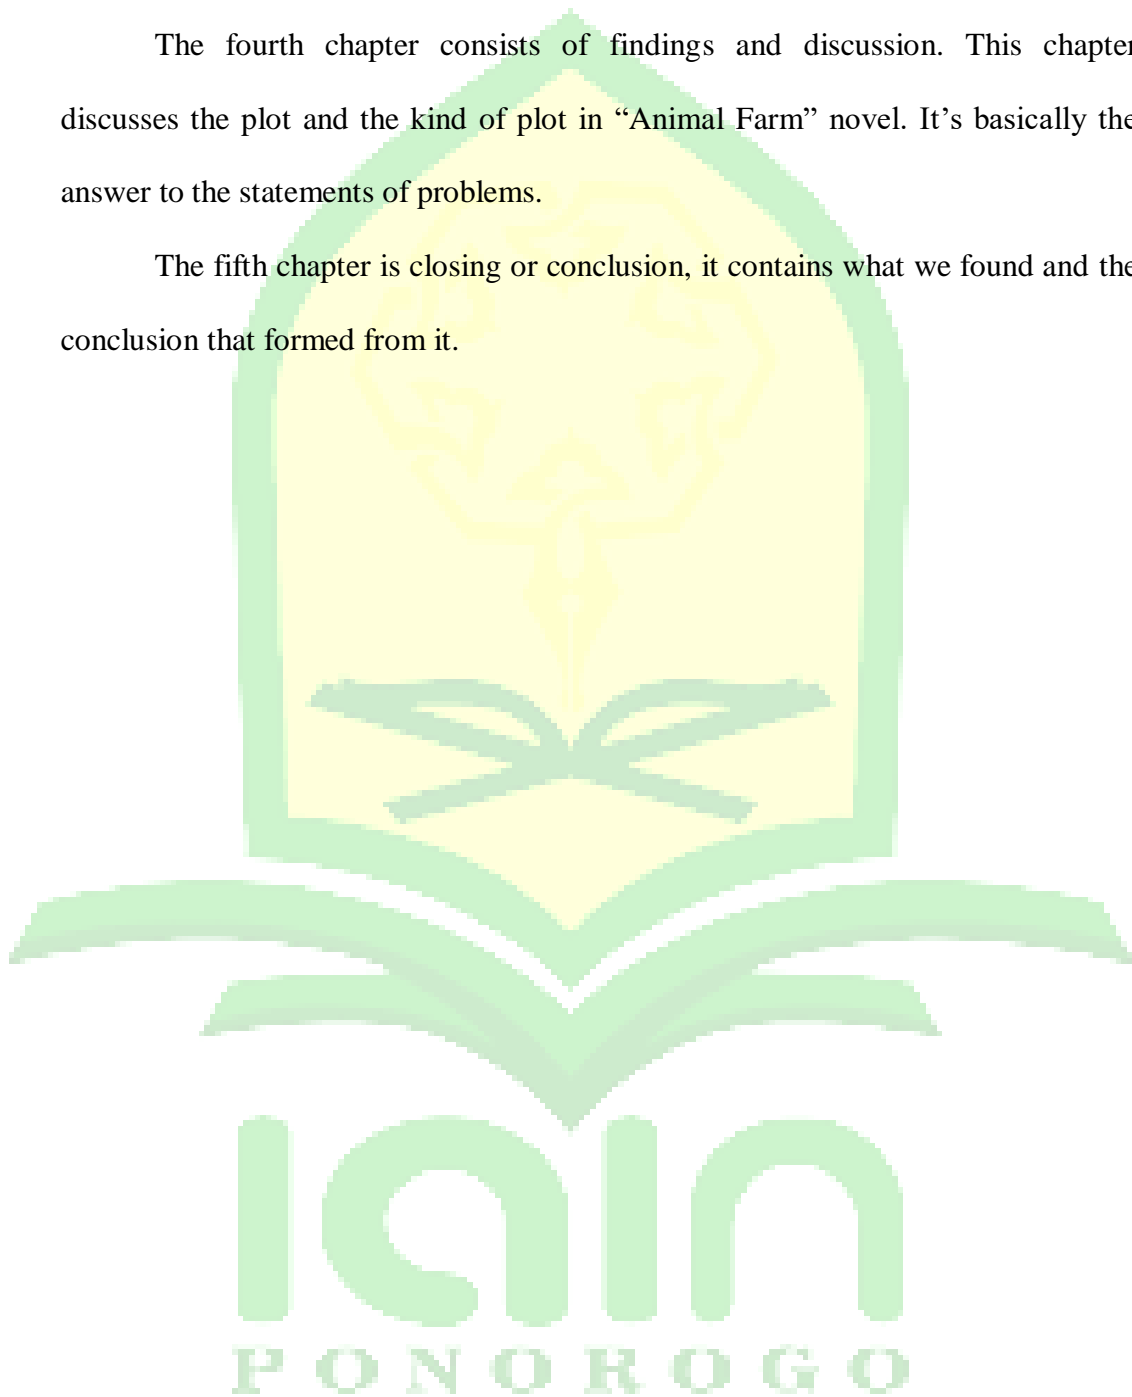 The fourth chapter consists of findings and discussion. This chapter
discusses the plot and the kind of plot in “Animal Farm” novel. It’s basically the
answer to the statements of problems.
The fifth chapter is closing or conclusion, it contains what we found and the
conclusion that formed from it.
iain
PONOROGO